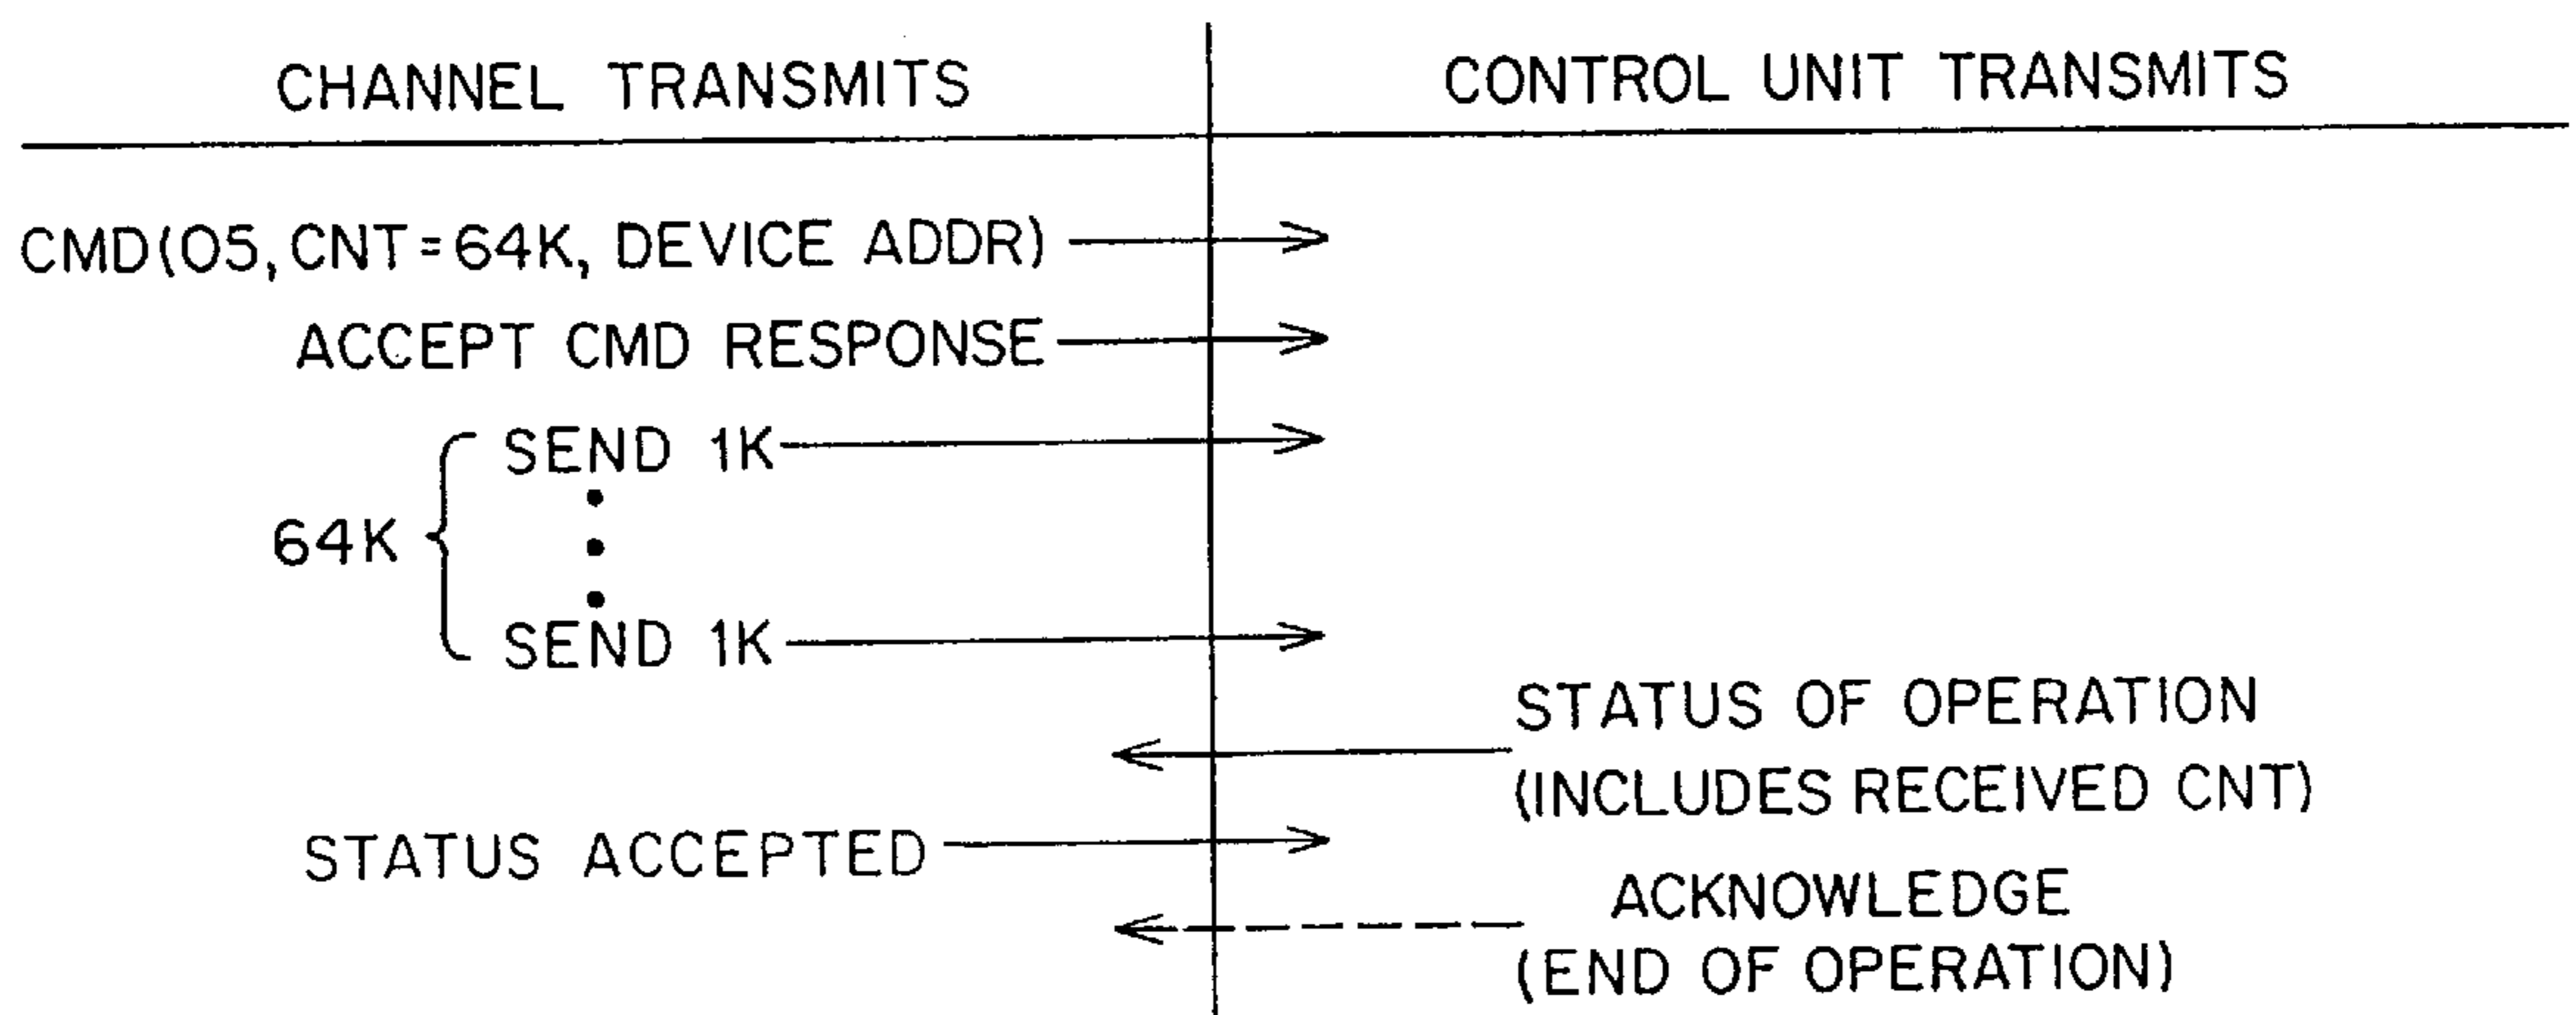 CHANNEL TRANSMITS
CONTROL UNIT TRANSMITS
CMD(05, CNT=64K, DEVICE ADDR)
ACCEPT CMD RESPONSE
SEND 1K
64K
SEND 1K
STATUS OF OPERATION
(INCLUDES RECEIVED CNT)
STATUS ACCEPTED
ACKNOWLEDGE
(END OF OPERATION)